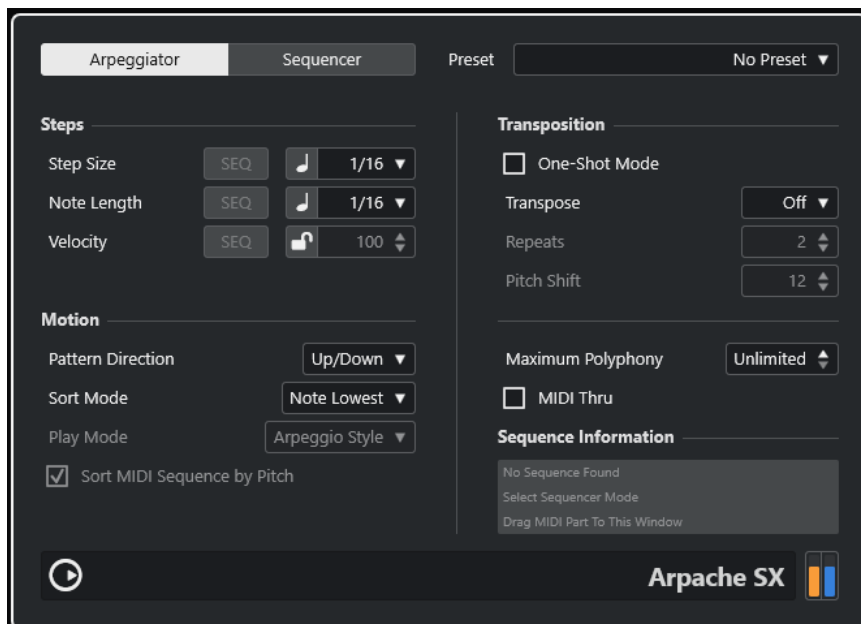 Arpeggiator Sequencer Preset No Preset
Steps
Step Size SEQ 1/16
Note Length SEQ 1/16
Velocity SEQ 100
Motion
Pattern Direction Up/Down
Sort Mode Note Lowest
Play Mode Arpeggio Style
Sort MIDI Sequence by Pitch
Transposition
One-Shot Mode
Transpose Off
Repeats 2
Pitch Shift 12
Maximum Polyphony Unlimited
MIDI Thru
Sequence Information
No Sequence Found
Select Sequencer Mode
Drag MIDI Part To This Window
Arpache SX